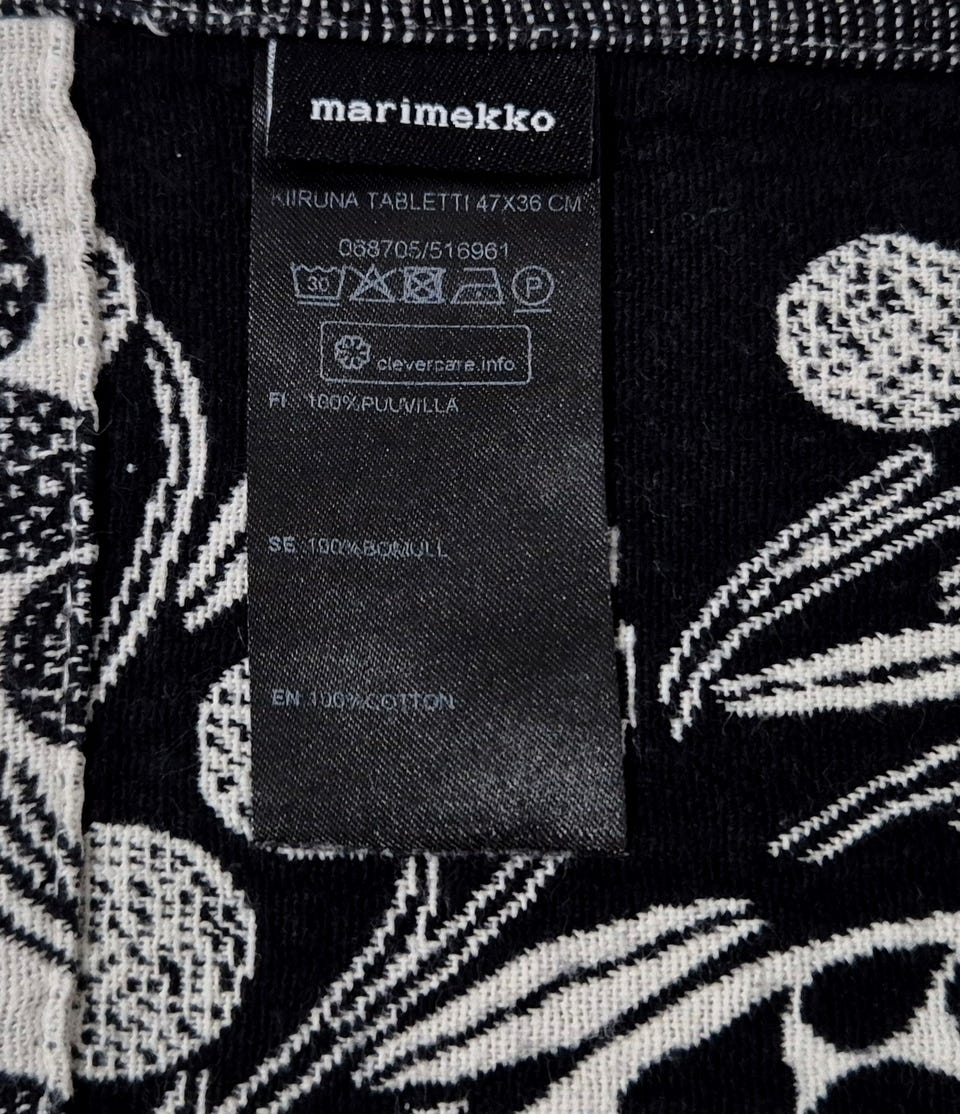 marimekko
KIIRUNA TABLETTI 47X36 CM
068705/516961
30 P
clevercare.info
FI 100%PUUVILLA
SE 100%BOMULL
EN 100%COTTON